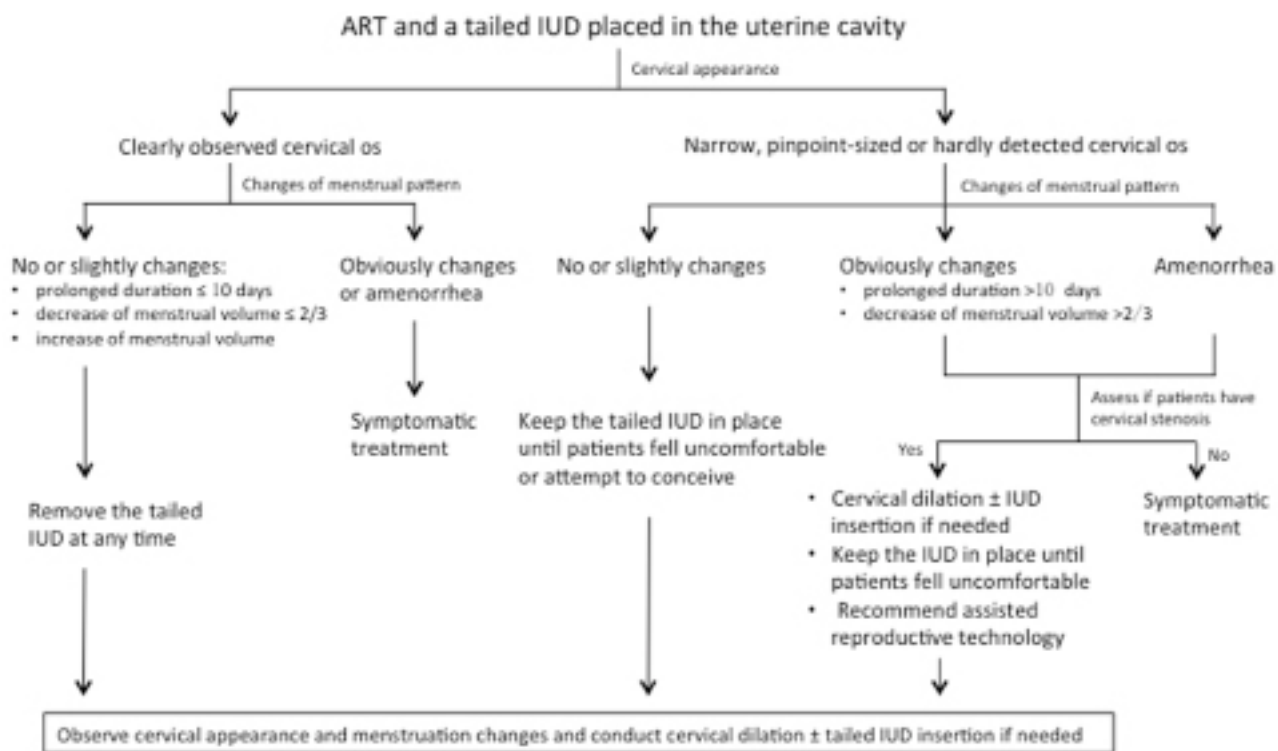 ART and a tailed IUD placed in the uterine cavity
Cervical appearance
Clearly observed cervical os
Narrow, pinpoint-sized or hardly detected cervical os
Changes of menstrual pattern
Changes of menstrual pattern
No or slightly changes:
• prolonged duration ≤ 10 days
• decrease of menstrual volume ≤ 2/3
• increase of menstrual volume
Obviously changes
or amenorrhea
No or slightly changes
Obviously changes
• prolonged duration >10 days
• decrease of menstrual volume >2/3
Amenorrhea
Assess if patients have
cervical stenosis
Symptomatic
treatment
Keep the tailed IUD in place
until patients fell uncomfortable
or attempt to conceive
Yes
No
Remove the tailed
IUD at any time
• Cervical dilation ± IUD
insertion if needed
• Keep the IUD in place until
patients fell uncomfortable
• Recommend assisted
reproductive technology
Symptomatic
treatment
Observe cervical appearance and menstruation changes and conduct cervical dilation ± tailed IUD insertion if needed